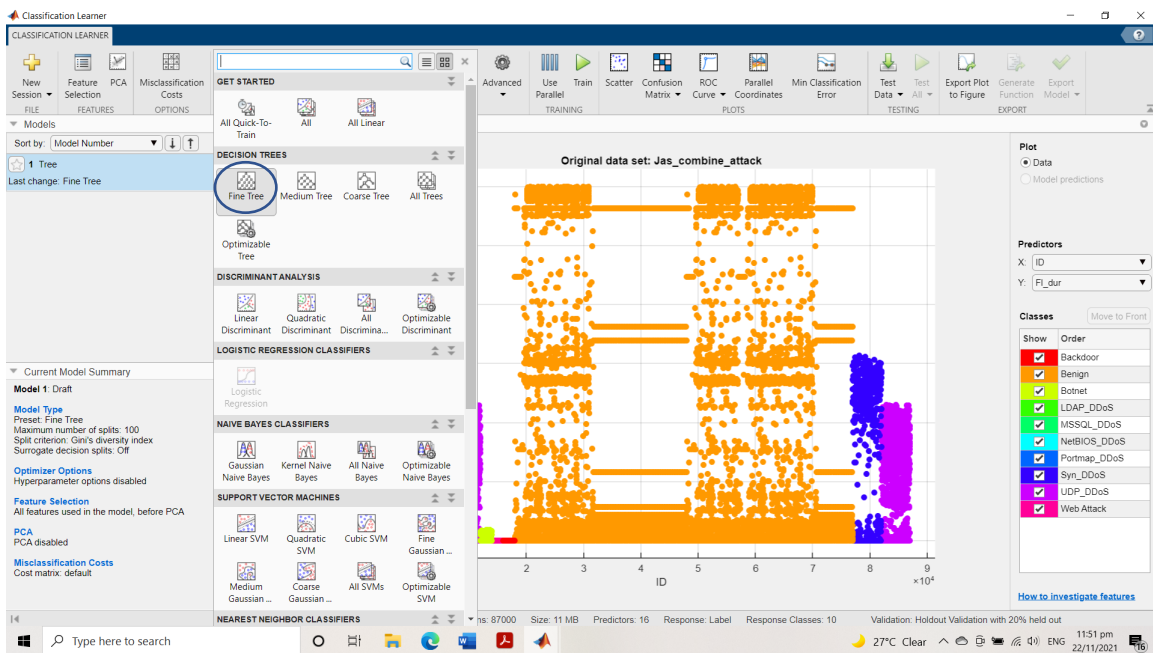 Classification Learner
CLASSIFICATION LEARNER
New Session
Feature Selection
PCA
Misclassification Costs
FILE
FEATURES
OPTIONS
Advanced
Use Parallel
Train
Scatter
Confusion Matrix
ROC Curve
Parallel Coordinates
Min Classification Error
Test Data
Test All
Export Plot to Figure
Generate Function
Export Model
TRAINING
PLOTS
TESTING
EXPORT
Models
Sort by: Model Number
1 Tree
Last change: Fine Tree
Current Model Summary
Model 1: Draft
Model Type
Preset: Fine Tree
Maximum number of splits: 100
Split criterion: Gini's diversity index
Surrogate decision splits: Off
Optimizer Options
Hyperparameter options disabled
Feature Selection
All features used in the model, before PCA
PCA
PCA disabled
Misclassification Costs
Cost matrix: default
GET STARTED
All Quick-To-Train
All
All Linear
DECISION TREES
Fine Tree
Medium Tree
Coarse Tree
All Trees
Optimizable Tree
DISCRIMINANT ANALYSIS
Linear Discriminant
Quadratic Discriminant
All Discrimina...
Optimizable Discriminant
LOGISTIC REGRESSION CLASSIFIERS
Logistic Regression
NAIVE BAYES CLASSIFIERS
Gaussian Naive Bayes
Kernel Naive Bayes
All Naive Bayes
Optimizable Naive Bayes
SUPPORT VECTOR MACHINES
Linear SVM
Quadratic SVM
Cubic SVM
Fine Gaussian ...
Medium Gaussian ...
Coarse Gaussian ...
All SVMs
Optimizable SVM
NEAREST NEIGHBOR CLASSIFIERS
Original data set: Jas_combine_attack
2 3 4 5 6 7 8 9
×10⁴
ID
Plot
Data
Model predictions
Predictors
X: ID
Y: Fl_dur
Classes
Move to Front
Show Order
Backdoor
Benign
Botnet
LDAP_DDoS
MSSQL_DDoS
NetBIOS_DDoS
Portmap_DDoS
Syn_DDoS
UDP_DDoS
Web Attack
How to investigate features
ns: 87000 Size: 11 MB Predictors: 16 Response: Label Response Classes: 10 Validation: Holdout Validation with 20% held out
Type here to search
27°C Clear
ENG
11:51 pm
22/11/2021
16